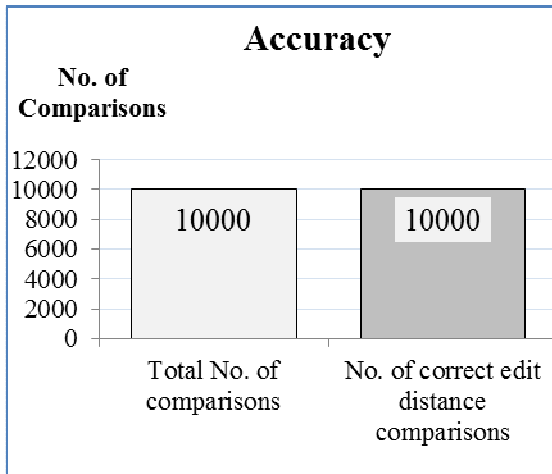 Accuracy
No. of
Comparisons
12000
10000
8000
6000
4000
2000
0
10000
10000
Total No. of
comparisons
No. of correct edit
distance
comparisons